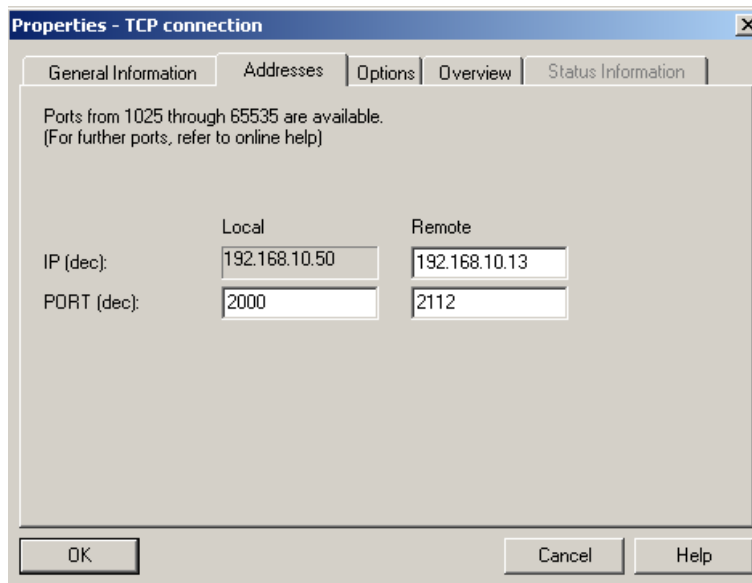 Properties - TCP connection
General Information Addresses Options Overview Status Information
Ports from 1025 through 65535 are available.
(For further ports, refer to online help)
Local Remote
IP (dec): 192.168.10.50 192.168.10.13
PORT (dec): 2000 2112
OK Cancel Help